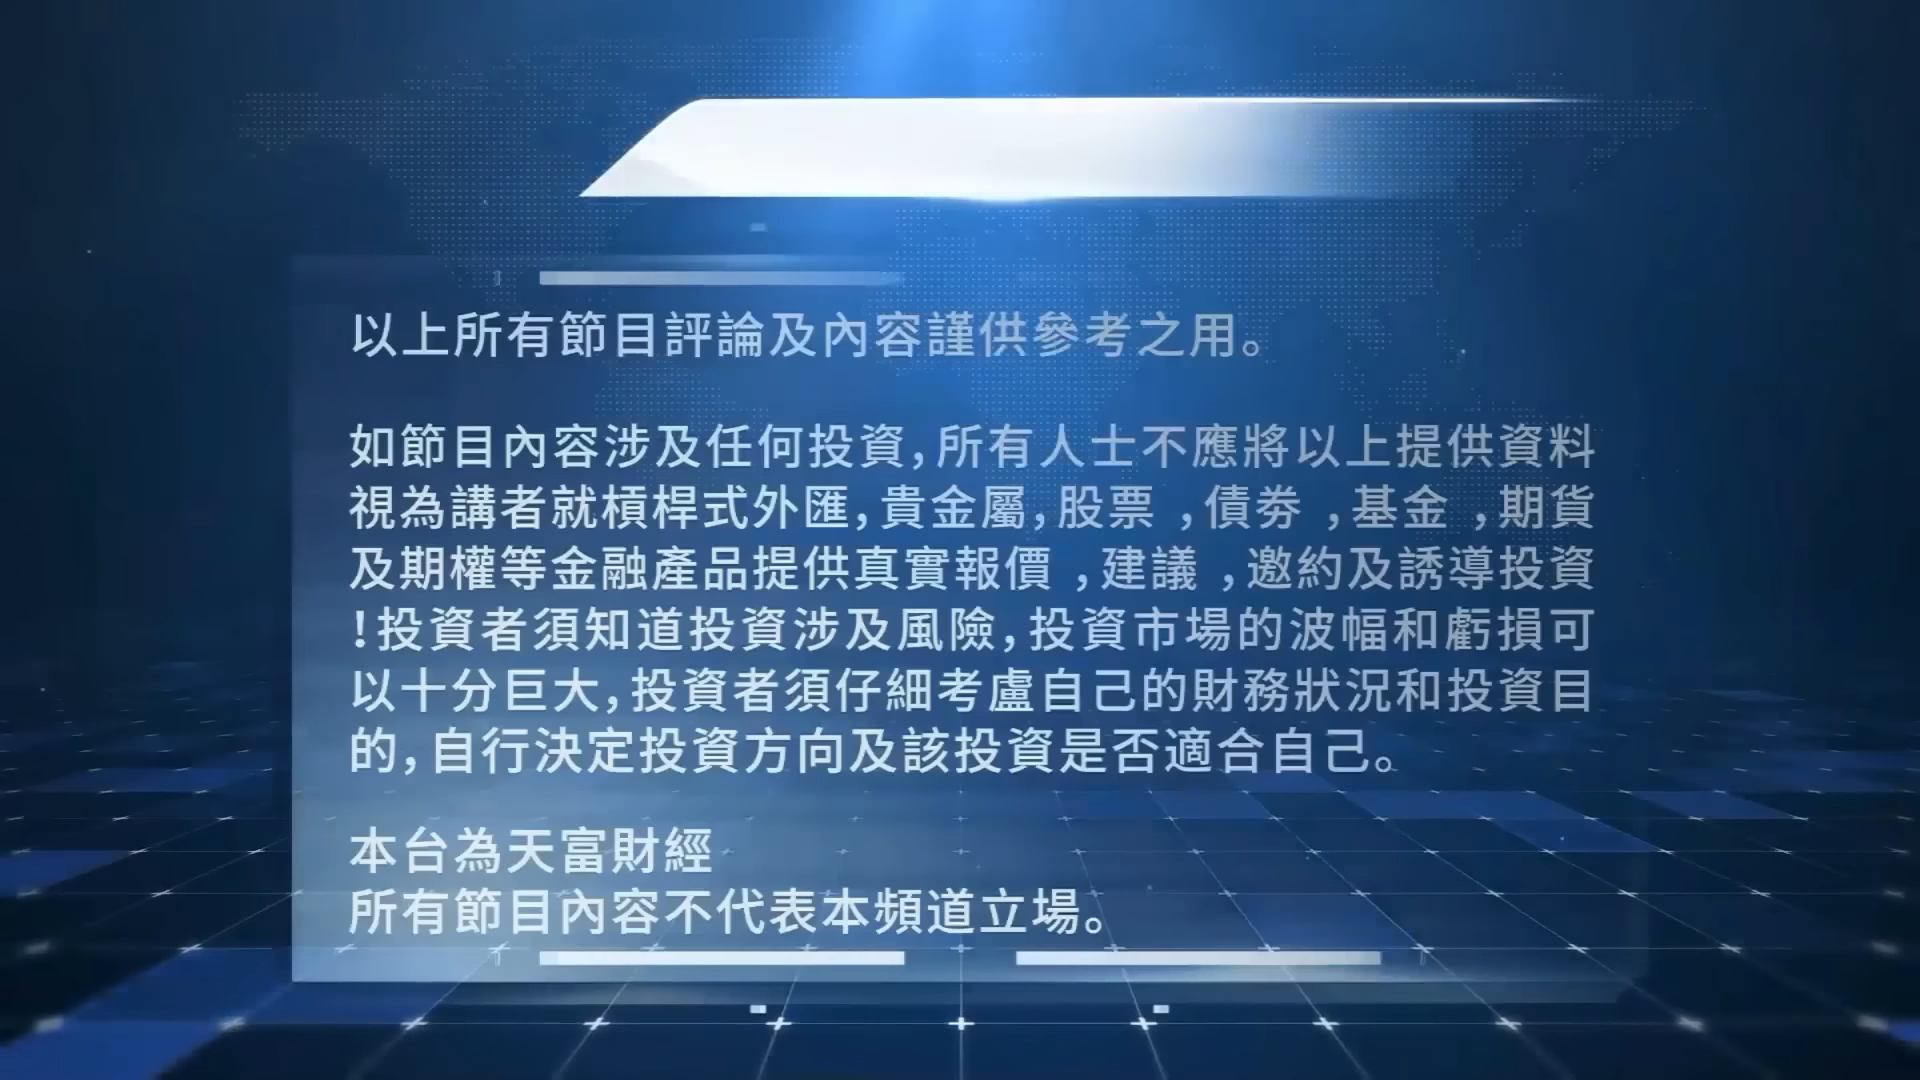 以上所有節目評論及內容謹供參考之用。
如節目內容涉及任何投資,所有人士不應將以上提供資料
視為講者就槓桿式外匯,貴金屬,股票 ,債劵 ,基金 ,期貨
及期權等金融產品提供真實報價 ,建議 ,邀約及誘導投資
!投資者須知道投資涉及風險,投資市場的波幅和虧損可
以十分巨大,投資者須仔細考盧自己的財務狀況和投資目
的,自行決定投資方向及該投資是否適合自己。
本台為天富財經
所有節目內容不代表本頻道立場。